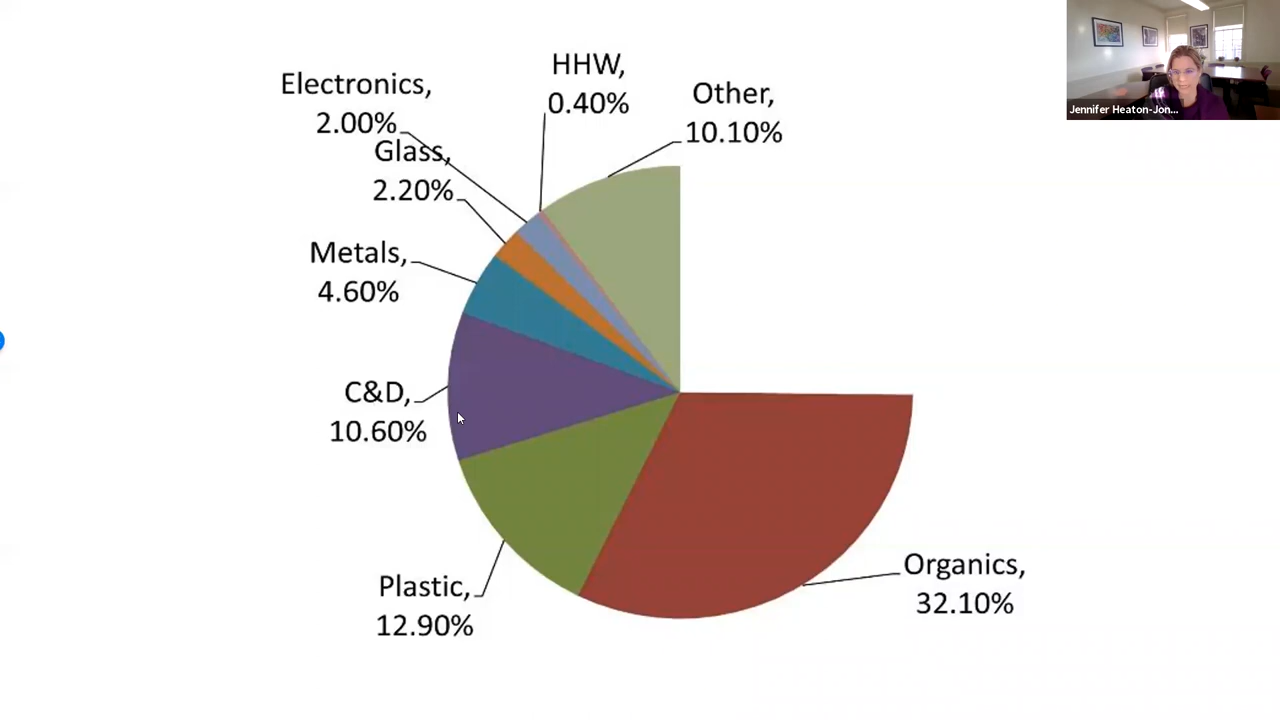 HHW,
0.40%
Other,
10.10%
Electronics,
2.00%
Glass,
2.20%
Metals,
4.60%
C&D,
10.60%
Plastic,
12.90%
Organics,
32.10%
Jennifer Heaton-Jon...